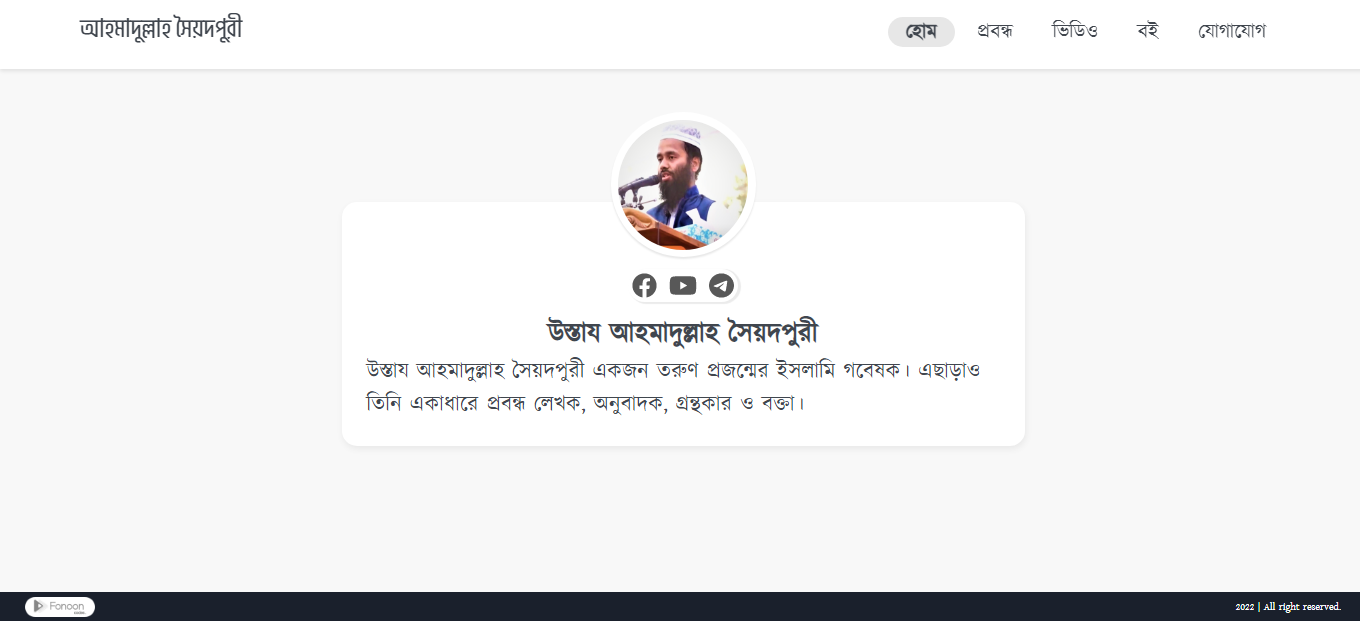 আহমাদুল্লাহ সৈয়দপুরী
হোম প্রবন্ধ ভিডিও বই যোগাযোগ
উস্তায আহমাদুল্লাহ সৈয়দপুরী
উস্তায আহমাদুল্লাহ সৈয়দপুরী একজন তরুণ প্রজন্মের ইসলামি গবেষক। এছাড়াও
তিনি একাধারে প্রবন্ধ লেখক, অনুবাদক, গ্রন্থকার ও বক্তা।
Fonoon
2022 | All right reserved.